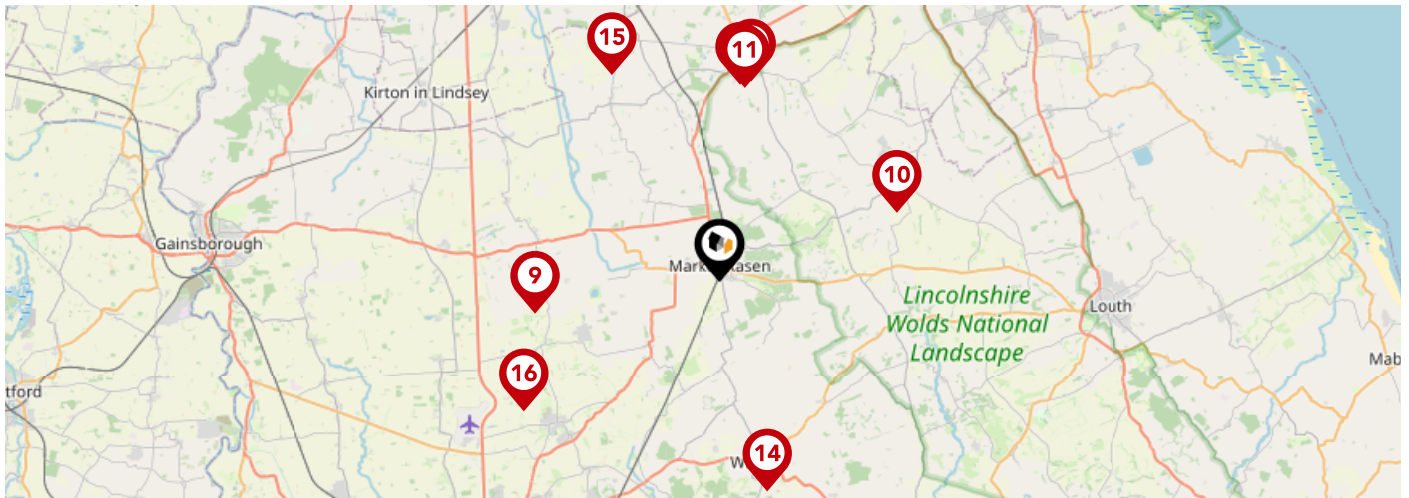 15
11
Kirton in Lindsey
10
Gainsborough
9
Lincolnshire
Wolds National
Landscape
Louth
16
14